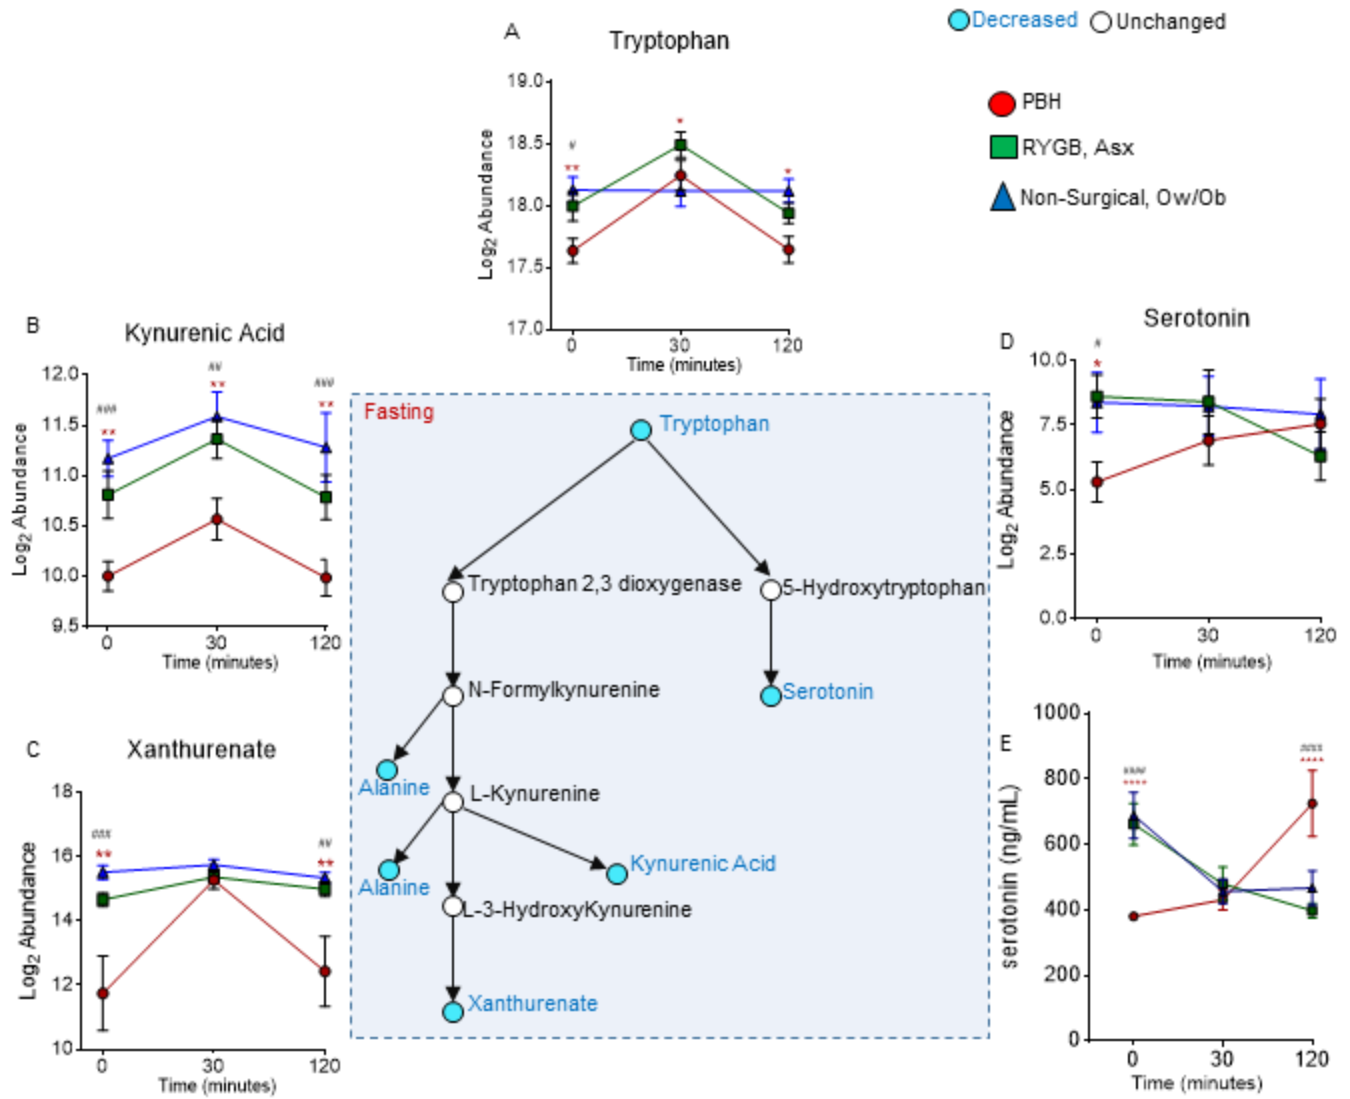 A
Tryptophan
Decreased
Unchanged
PBH
RYGB, Asx
Non-Surgical, Ow/Ob
19.0
18.5
18.0
17.5
17.0
Log2 Abundance
#
**
*
*
0
30
120
Time (minutes)
B
Kynurenic Acid
12.0
11.5
11.0
10.5
10.0
9.5
Log2 Abundance
###
**
##
**
###
**
0
30
120
Time (minutes)
C
Xanthurenate
18
16
14
12
10
Log2 Abundance
###
**
##
**
0
30
120
Time (minutes)
Fasting
Tryptophan
Tryptophan 2,3 dioxygenase
5-Hydroxytryptophan
N-Formylkynurenine
Serotonin
Alanine
L-Kynurenine
Alanine
Kynurenic Acid
L-3-HydroxyKynurenine
Xanthurenate
D
Serotonin
10.0
7.5
5.0
2.5
0.0
Log2 Abundance
#
*
0
30
120
Time (minutes)
E
1000
800
600
400
200
0
serotonin (ng/mL)
####
****
####
****
0
30
120
Time (minutes)